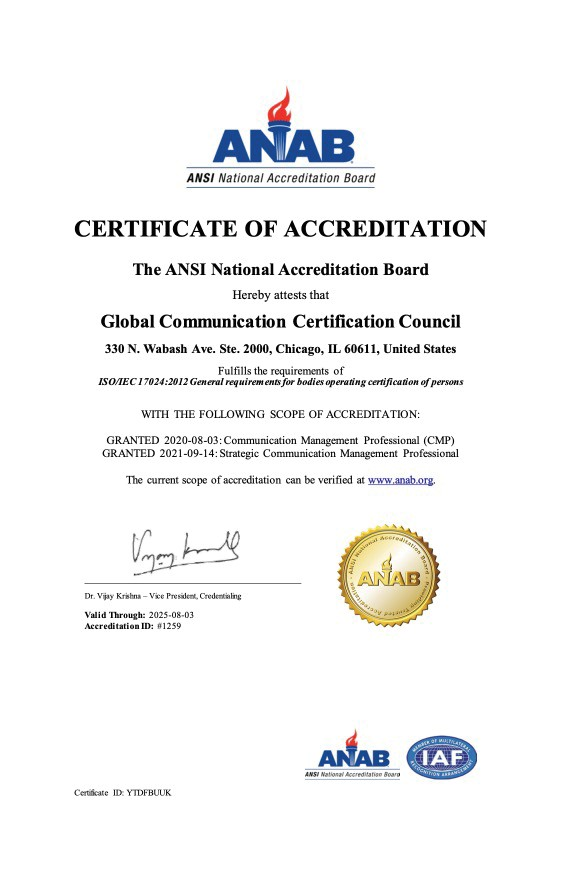 ANAB
ANSI National Accreditation Board
CERTIFICATE OF ACCREDITATION
The ANSI National Accreditation Board
Hereby attests that
Global Communication Certification Council
330 N. Wabash Ave. Ste. 2000, Chicago, IL 60611, United States
Fulfills the requirements of
ISO/IEC 17024:2012 General requirements for bodies operating certification of persons
WITH THE FOLLOWING SCOPE OF ACCREDITATION:
GRANTED 2020-08-03: Communication Management Professional (CMP)
GRANTED 2021-09-14: Strategic Communication Management Professional
The current scope of accreditation can be verified at www.anab.org.
Dr. Vijay Krishna – Vice President, Credentialing
Valid Through: 2025-08-03
Accreditation ID: #1259
ANSI National Accreditation Board
ANAB
ANAB
ANSI National Accreditation Board
MEMBER OF MULTILATERAL
IAF
RECOGNITION ARRANGEMENT
Certificate ID: YTDFBUUK